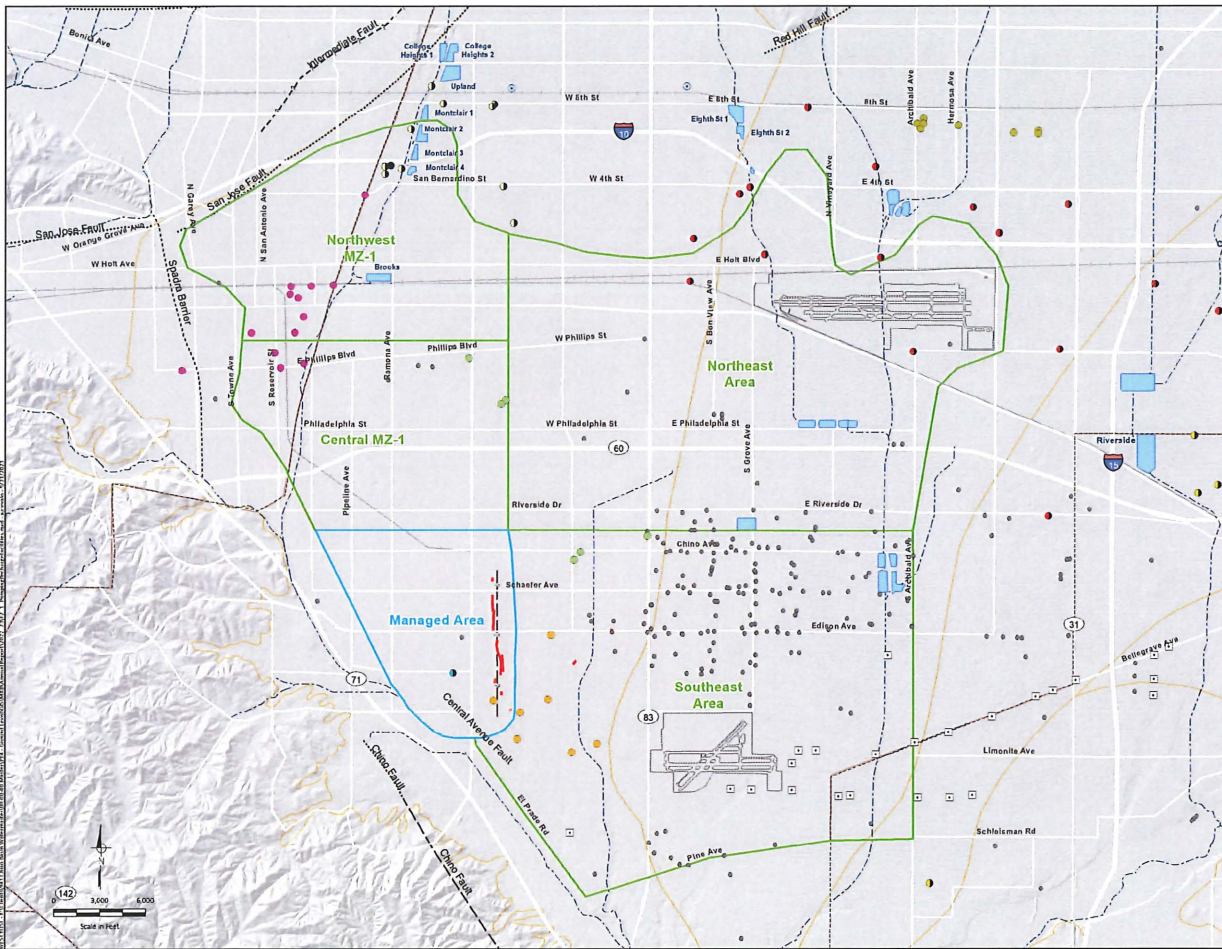 Bonita Ave
Intermediate Fault
College
Heights 1
College
Heights 2
Red Hill Fault
Upland
W 8th St
E 8th St
8th St
Archibald Ave
Hermosa Ave
Montclair 1
Eighth St 1
10
Montclair 2
Eighth St 2
Montclair 3
Montclair 4
San Bernardino St
W 4th St
E 4th St
N Vineyard Ave
San Jose Fault
N Garey Ave
N San Antonio Ave
San Jose Fault
W Orange Grove Ave
Northwest
MZ-1
W Holt Ave
Spadra Barrier
Brooks
E Holt Blvd
S Bon View Ave
W Phillips St
Phillips Blvd
E Phillips Blvd
Ramona Ave
S Towne Ave
S Reservoir St
Northeast
Area
Philadelphia St
W Philadelphia St
E Philadelphia St
Central MZ-1
60
S Grove Ave
Riverside
15
Pipeline Ave
Riverside Dr
E Riverside Dr
Chino Ave
S Archibald Ave
Schaefer Ave
Managed Area
Edison Ave
31
Bellegrave Ave
71
Southeast
Area
Central Avenue Fault
83
Chino Fault
Limonite Ave
El Prado Rd
Schleisman Rd
Pine Ave
Chino Fault
N
142
0 3,000 6,000
Scale in Feet